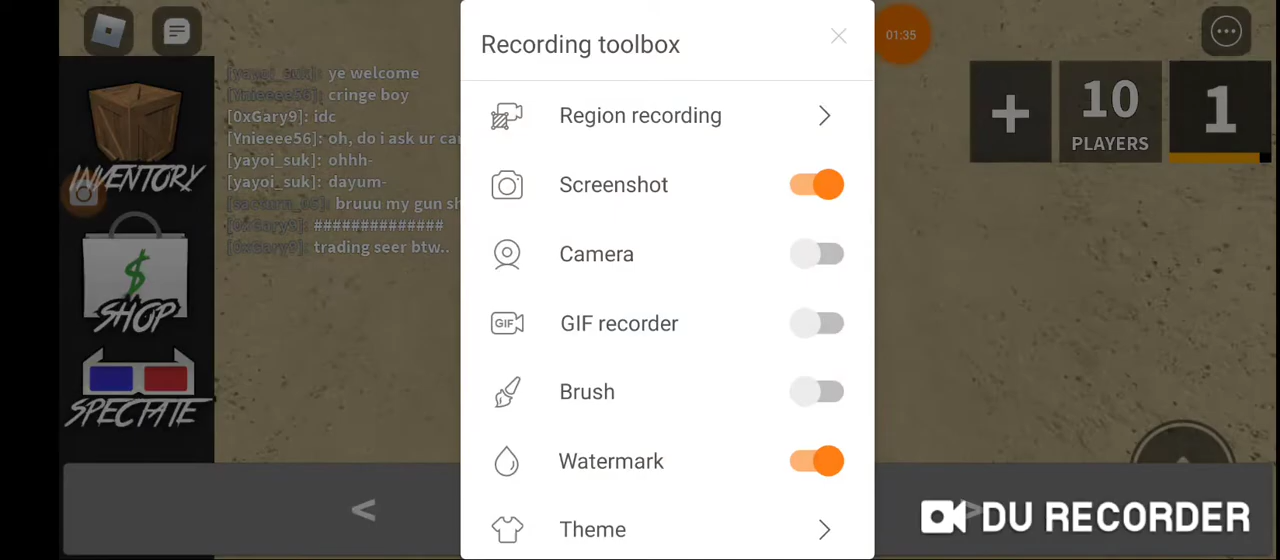 Recording toolbox
01:35
Region recording
Screenshot
Camera
GIF recorder
GIF
Brush
Watermark
Theme
[yayoi_suk]: ye welcome
[Ynieeee56]: cringe boy
[0xGary9]: idc
[Ynieeee56]: oh, do i ask ur
[yayoi_suk]: ohhh-
[yayoi_suk]: dayum-
bruuu my gun
[0xGary9]: ##############
[0xGary9]: trading seer btw..
INVENTORY
$
SHOP
SPECTATE
+
10
PLAYERS
1
<
>
DU RECORDER